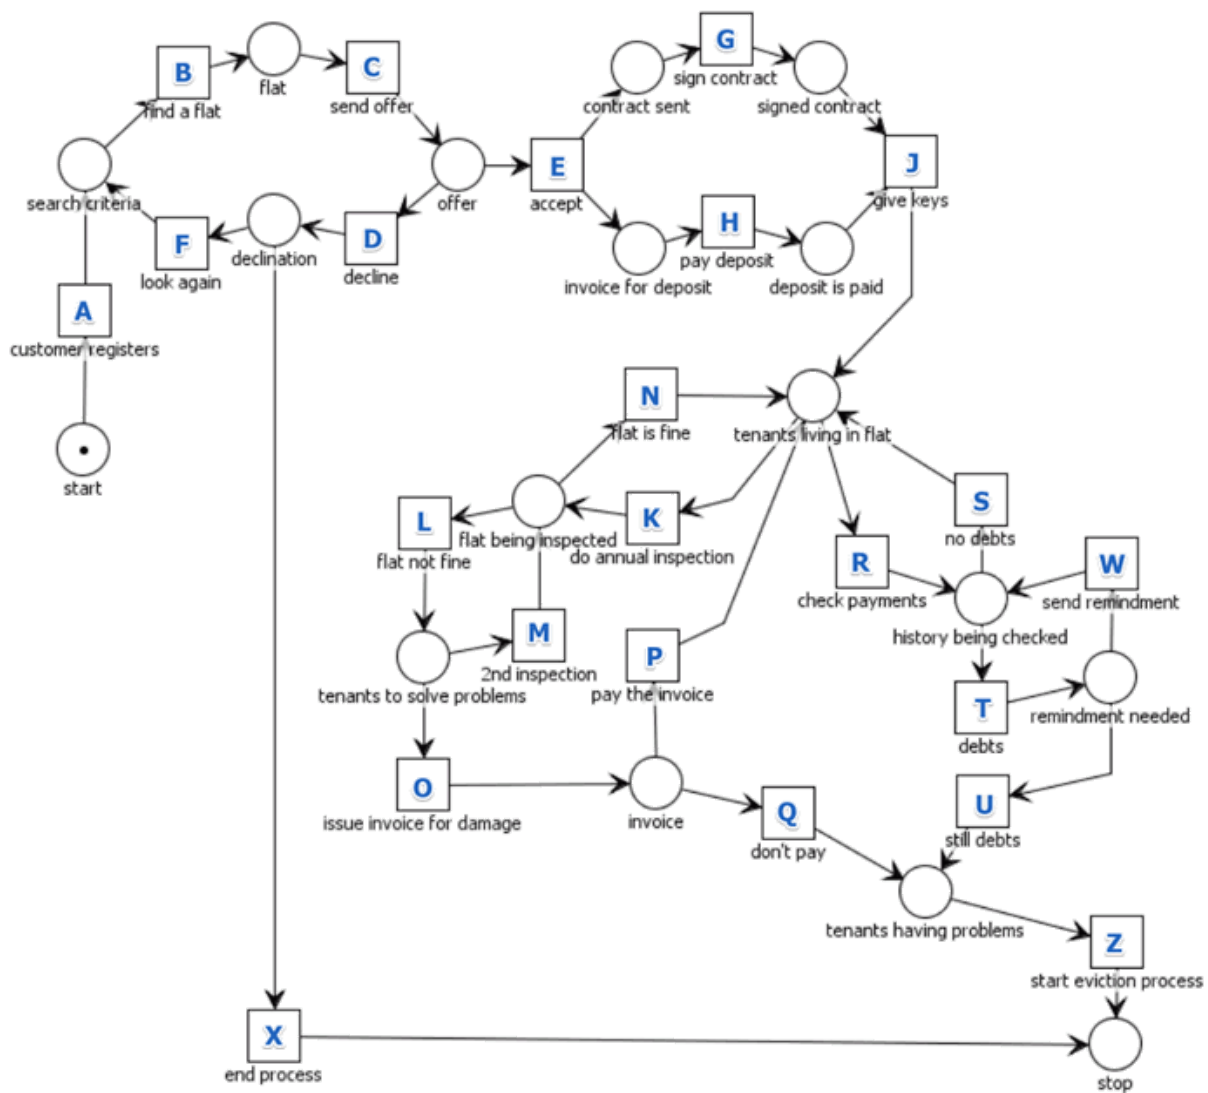 B
find a flat
flat
C
send offer
contract sent
G
sign contract
signed contract
search criteria
offer
E
accept
J
give keys
F
look again
declination
D
decline
invoice for deposit
H
pay deposit
deposit is paid
A
customer registers
start
N
flat is fine
tenants living in flat
L
flat not fine
flat being inspected
K
do annual inspection
S
no debts
R
check payments
W
send remindment
history being checked
M
2nd inspection
tenants to solve problems
P
pay the invoice
T
debts
remindment needed
O
issue invoice for damage
invoice
Q
don't pay
U
still debts
tenants having problems
Z
start eviction process
X
end process
stop